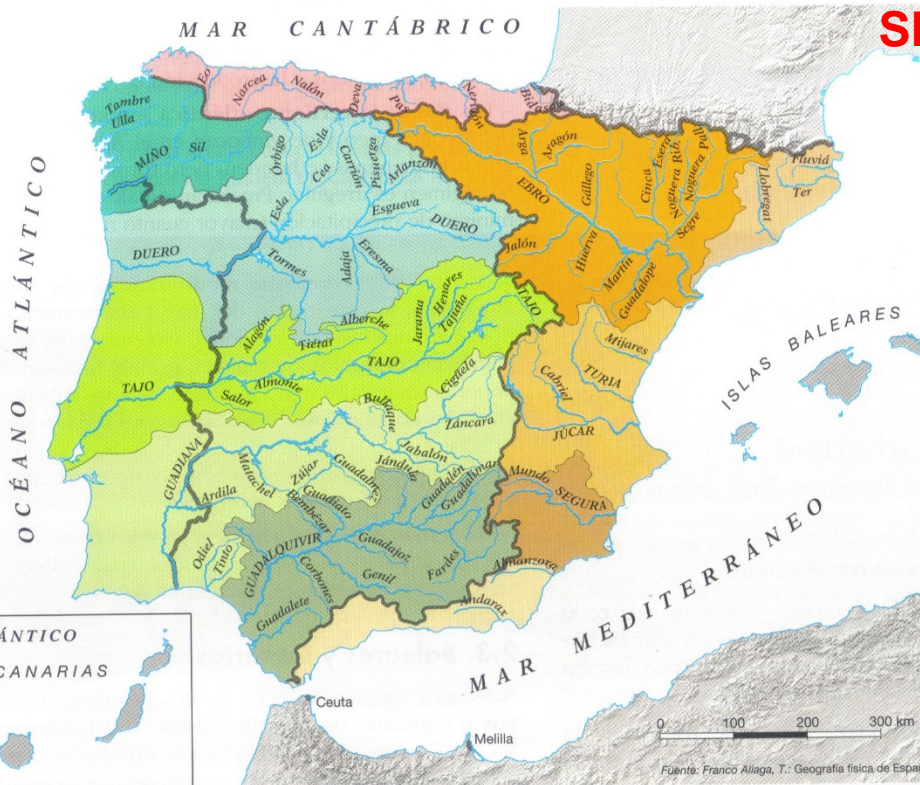 MAR CANTÁBRICO
OCÉANO ATLÁNTICO
MAR MEDITERRÁNEO
ISLAS BALEARES
Tambre
Ulla
MIÑO
Sil
Eo
Narcea
Nalón
Deva
Pas
Nervión
Órbigo
Esla
Cea
Carrión
Pisuerga
Arlanzón
Esla
Esgueva
DUERO
DUERO
Tormes
Adaja
Eresma
Arga
Aragón
EBRO
Gállego
Cinca
Esera
Noguera Rib.
Noguera Pall.
Segre
Jalón
Huerva
Martín
Guadalope
Llobregat
Fluviá
Ter
TAJO
Alagón
Tiétar
Alberche
Jarama
Henares
Tajuña
TAJO
TAJO
Almonte
Salor
Cigüela
Bullaque
Záncara
GUADIANA
Matachel
Zújar
Guadalmez
Jándula
Jabalón
Guadalén
Guadalimar
Ardila
Bembézar
Guadiato
Odiel
Tinto
GUADALQUIVIR
Guadajoz
Corbones
Genil
Fardes
Guadalete
Mijares
TURIA
Cabriel
JÚCAR
Mundo
SEGURA
Almanzora
Andarax
Ceuta
Melilla
ÁNTICO
CANARIAS
0 100 200 300 km
Fuente: Franco Aliaga, T.: Geografía física de Espa